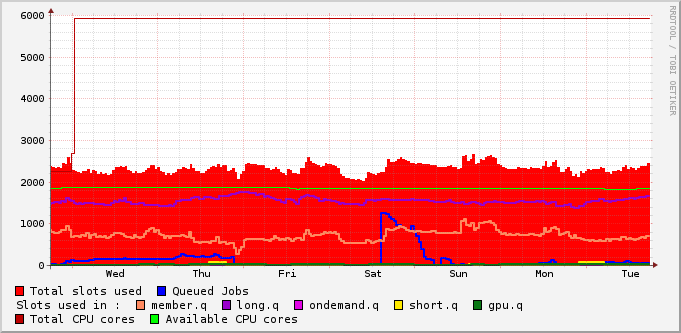 RRDTOOL / TOBI OETIKER
6000
5000
4000
3000
2000
1000
0
Wed Thu Fri Sat Sun Mon Tue
Total slots used Queued Jobs
Slots used in : member.q long.q ondemand.q short.q gpu.q
Total CPU cores Available CPU cores